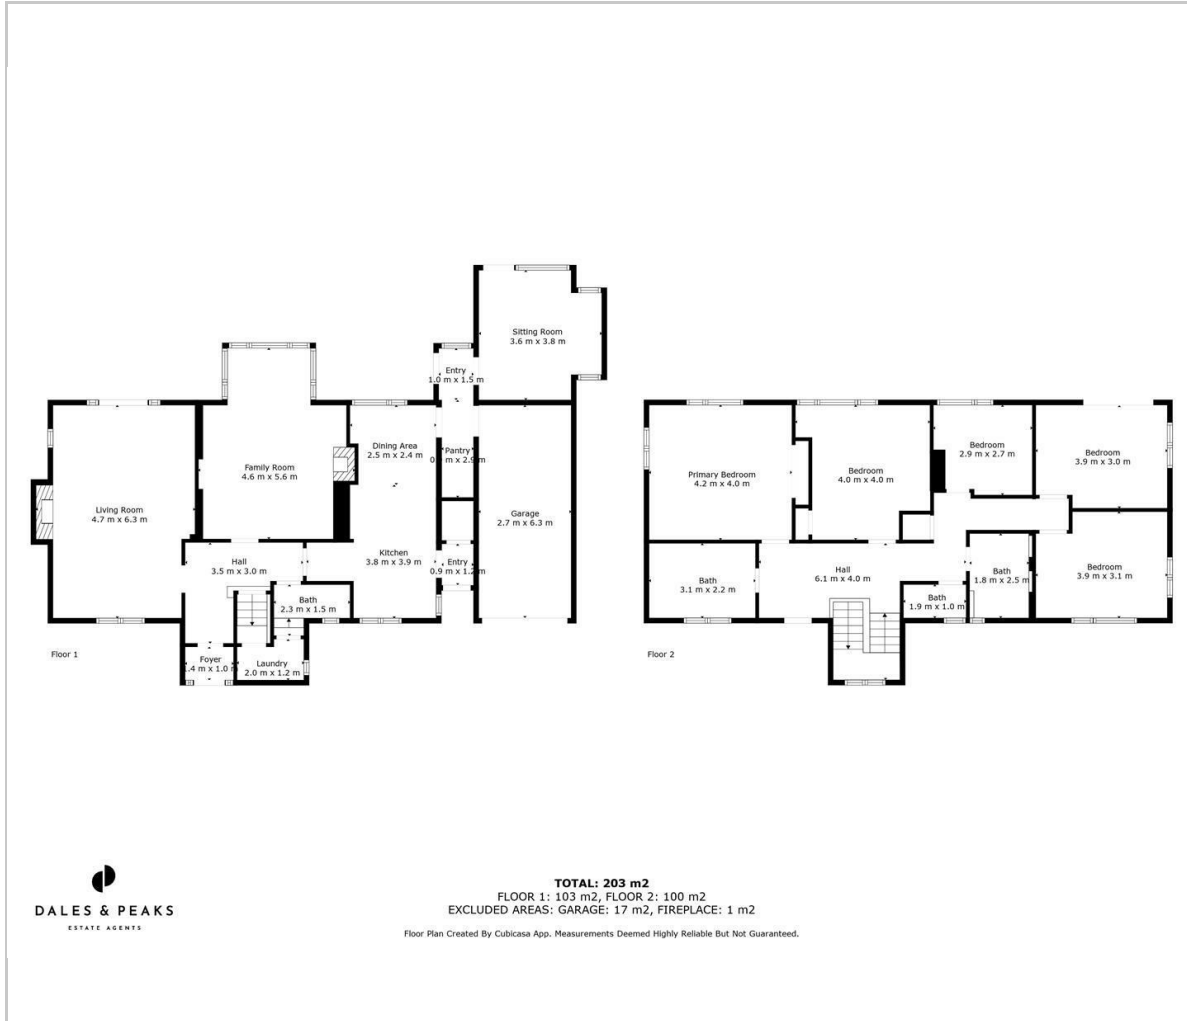 Sitting Room
3.6 m x 3.8 m
Entry
1.0 m x 1.5 m
Dining Area
2.5 m x 2.4 m
Pantry
m x 2.9
Family Room
4.6 m x 5.6 m
Living Room
4.7 m x 6.3 m
Garage
2.7 m x 6.3 m
Kitchen
3.8 m x 3.9 m
Hall
3.5 m x 3.0 m
Entry
0.9 m x 1.2
Bath
2.3 m x 1.5 m
Foyer
.4 m x 1.0
Laundry
2.0 m x 1.2 m
Floor 1
Primary Bedroom
4.2 m x 4.0 m
Bedroom
4.0 m x 4.0 m
Bedroom
2.9 m x 2.7 m
Bedroom
3.9 m x 3.0 m
Bath
3.1 m x 2.2 m
Hall
6.1 m x 4.0 m
Bath
1.9 m x 1.0 m
Bath
1.8 m x 2.5 m
Bedroom
3.9 m x 3.1 m
Floor 2
DALES & PEAKS
ESTATE AGENTS
TOTAL: 203 m2
FLOOR 1: 103 m2, FLOOR 2: 100 m2
EXCLUDED AREAS: GARAGE: 17 m2, FIREPLACE: 1 m2
Floor Plan Created By Cubicasa App. Measurements Deemed Highly Reliable But Not Guaranteed.